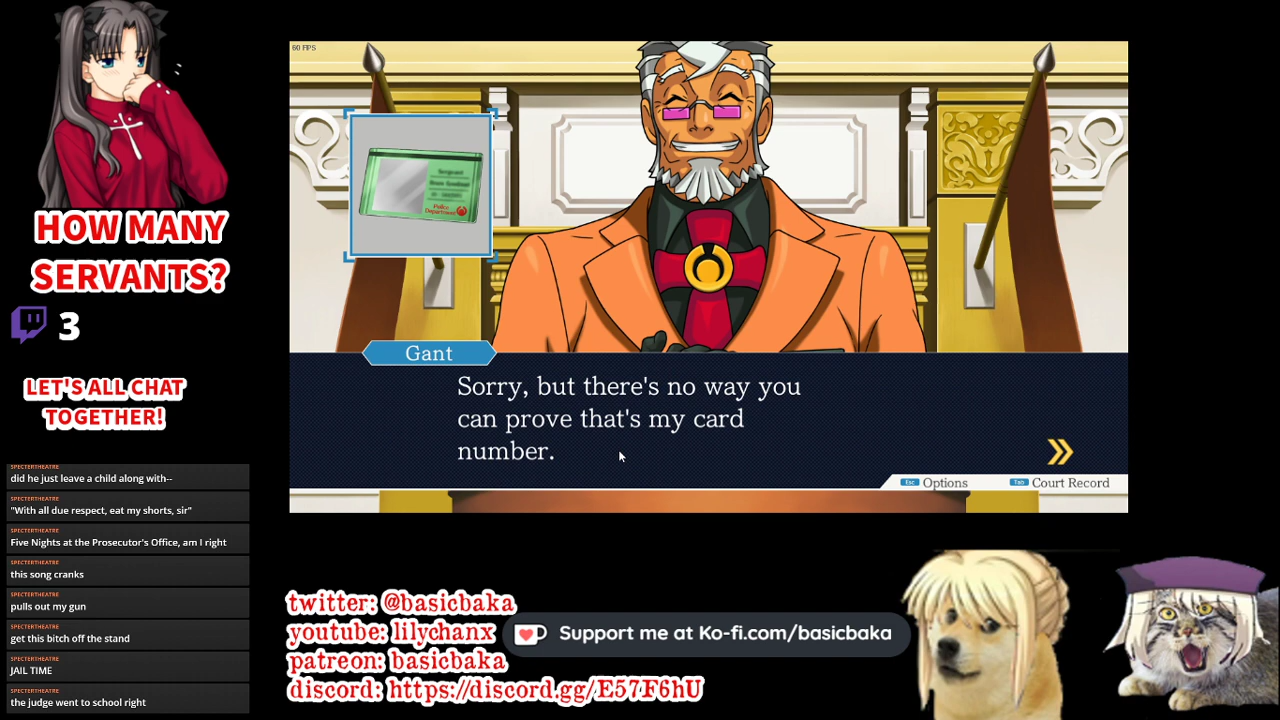 HOW MANY
SERVANTS?
3
LET'S ALL CHAT
TOGETHER!
SPECTERTHEATRE
did he just leave a child along with--
SPECTERTHEATRE
"With all due respect, eat my shorts, sir"
SPECTERTHEATRE
Five Nights at the Prosecutor's Office, am I right
SPECTERTHEATRE
this song cranks
SPECTERTHEATRE
pulls out my gun
SPECTERTHEATRE
get this bitch off the stand
SPECTERTHEATRE
JAIL TIME
SPECTERTHEATRE
the judge went to school right
60 FPS
Sergeant
Police
Department
Gant
Sorry, but there's no way you
can prove that's my card
number.
Esc Options
Tab Court Record
twitter: @basicbaka
youtube: lilychanx
patreon: basicbaka
discord: https://discord.gg/E57F6hU
Support me at Ko-fi.com/basicbaka